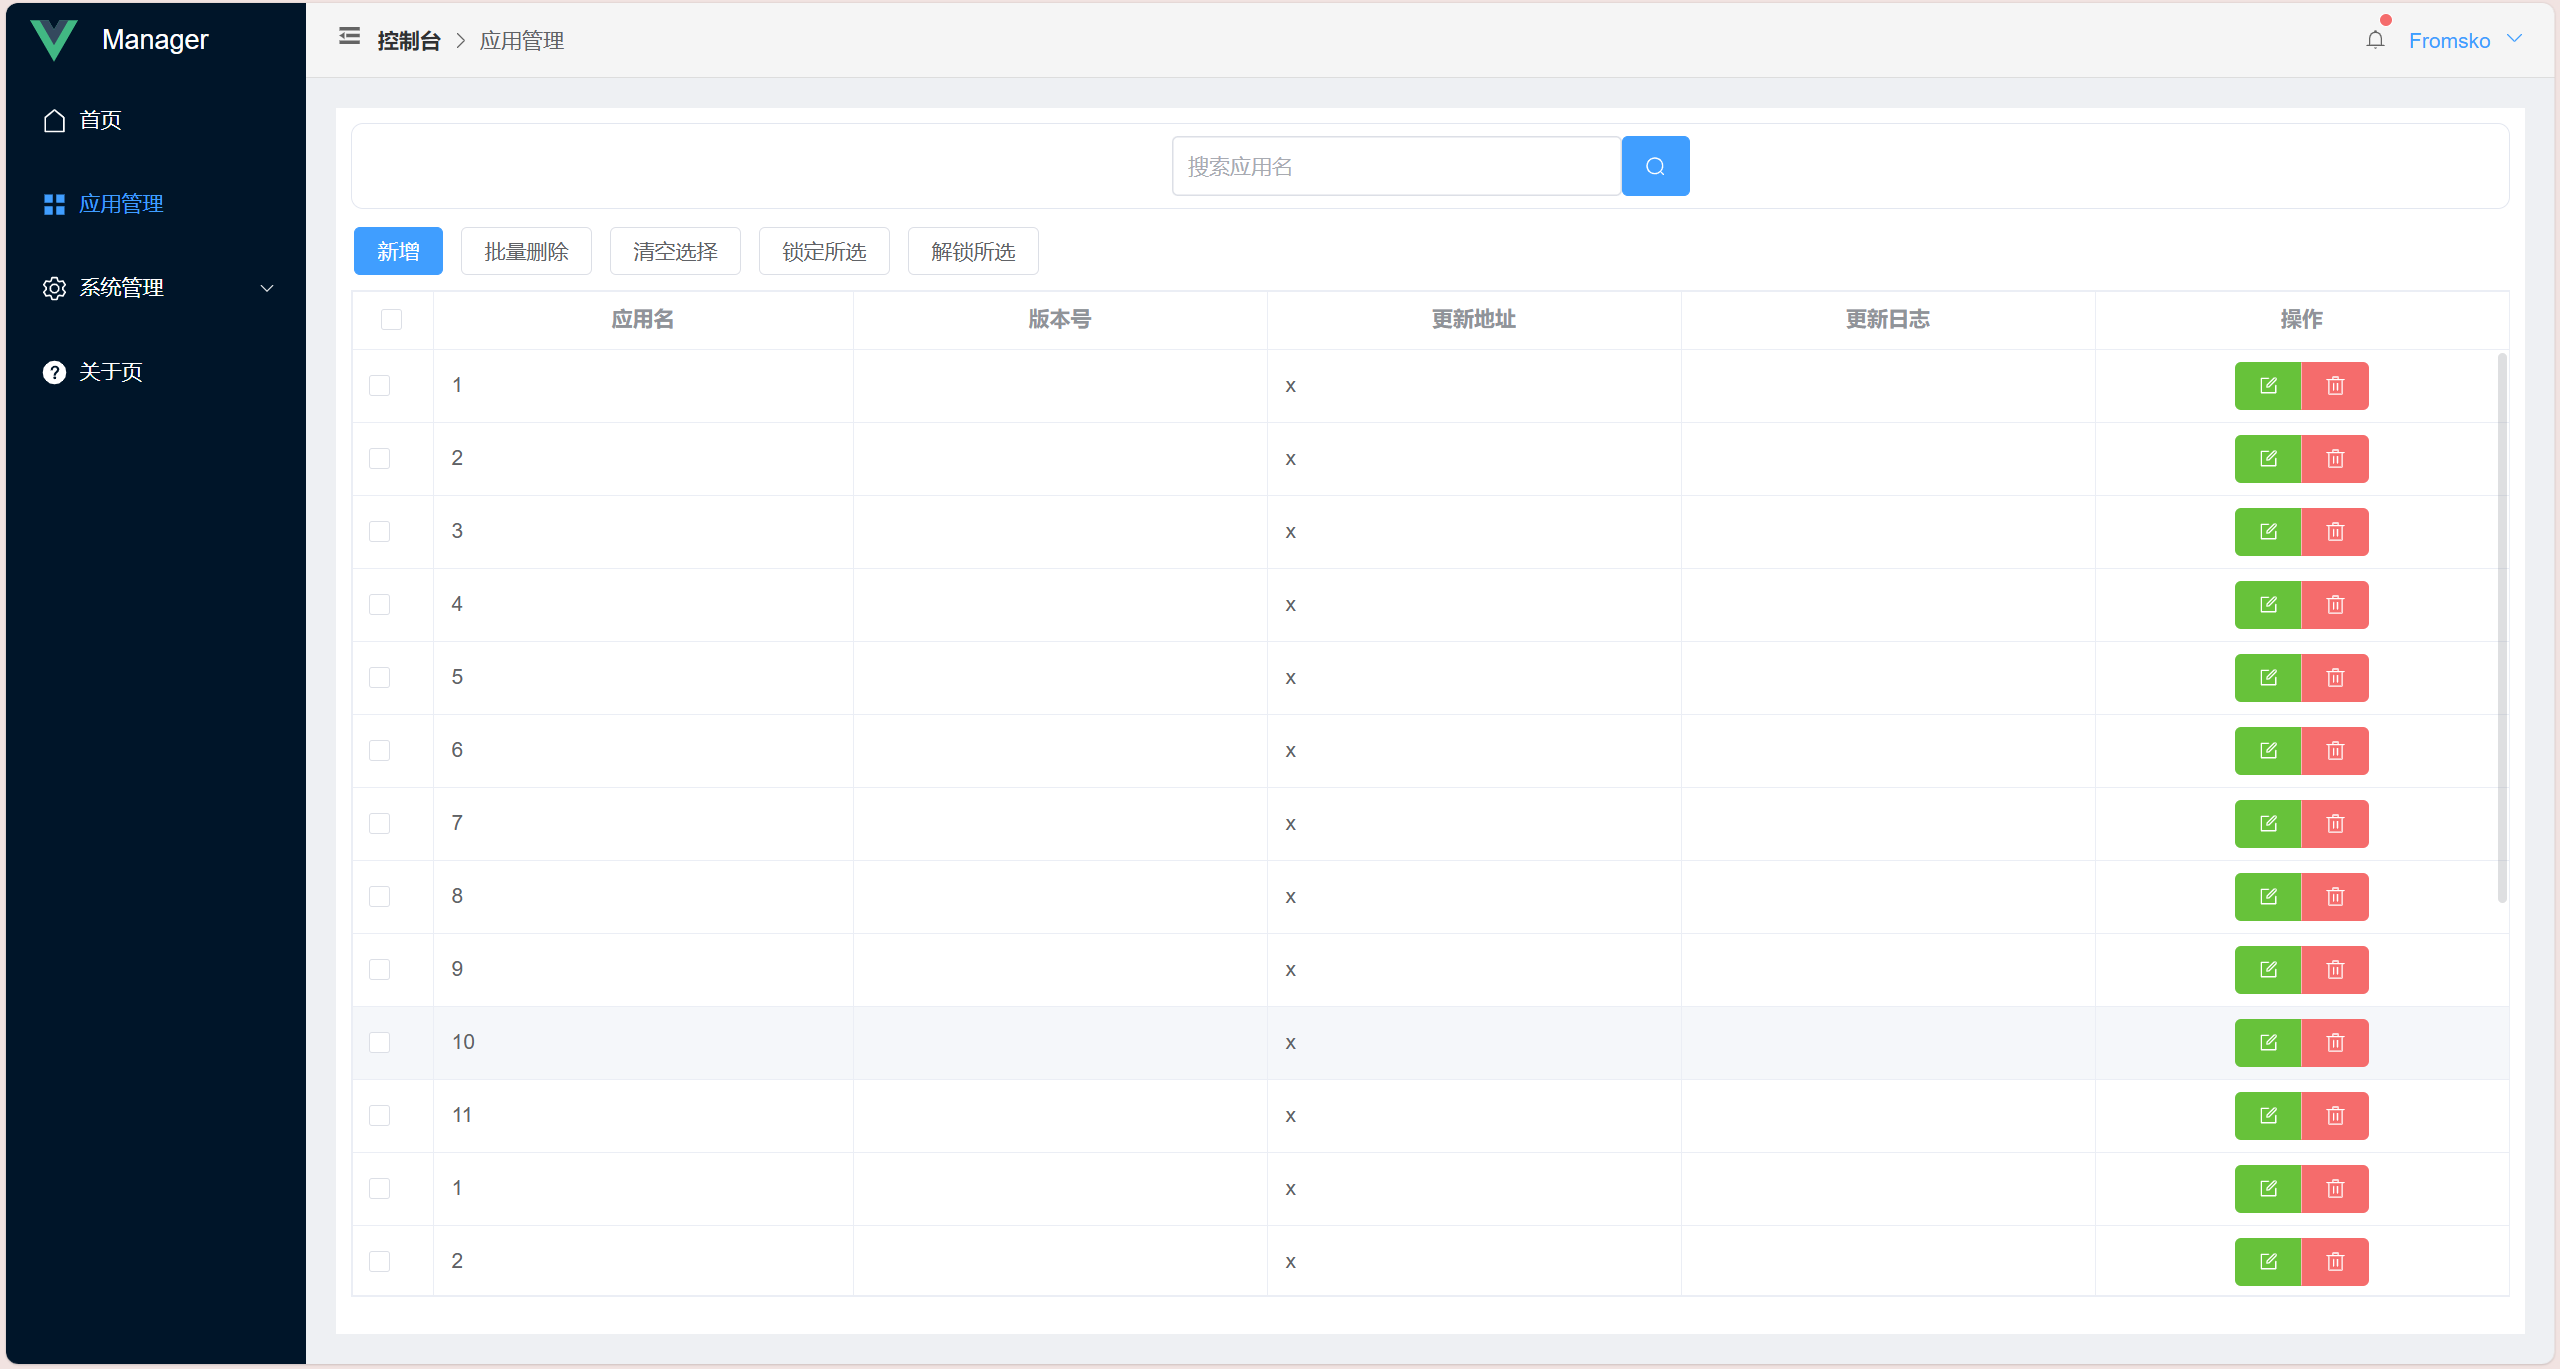 Manager
首页
应用管理
系统管理
关于页
控制台 > 应用管理
Fromsko
搜索应用名
新增 批量删除 清空选择 锁定所选 解锁所选
应用名 版本号 更新地址 更新日志 操作
1 x
2 x
3 x
4 x
5 x
6 x
7 x
8 x
9 x
10 x
11 x
1 x
2 x